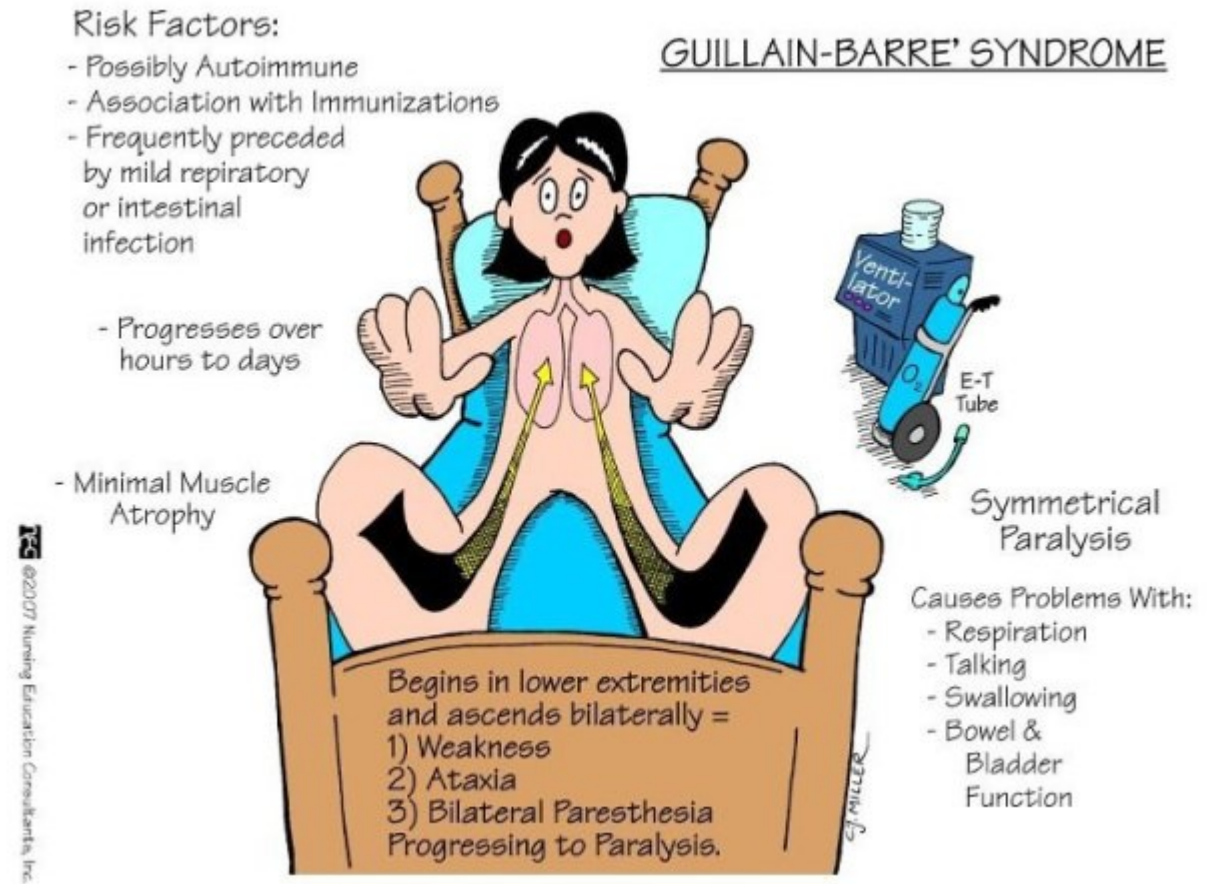 Risk Factors:
- Possibly Autoimmune
- Association with Immunizations
- Frequently preceded
by mild repiratory
or intestinal
infection
GUILLAIN-BARRE' SYNDROME
- Progresses over
hours to days
- Minimal Muscle
Atrophy
Venti-
lator
O2
E-T
Tube
Symmetrical
Paralysis
Causes Problems With:
- Respiration
- Talking
- Swallowing
- Bowel &
Bladder
Function
Begins in lower extremities
and ascends bilaterally =
1) Weakness
2) Ataxia
3) Bilateral Paresthesia
Progressing to Paralysis.
CJ. MILLER
NEC ©2007 Nursing Education Consultants, Inc.